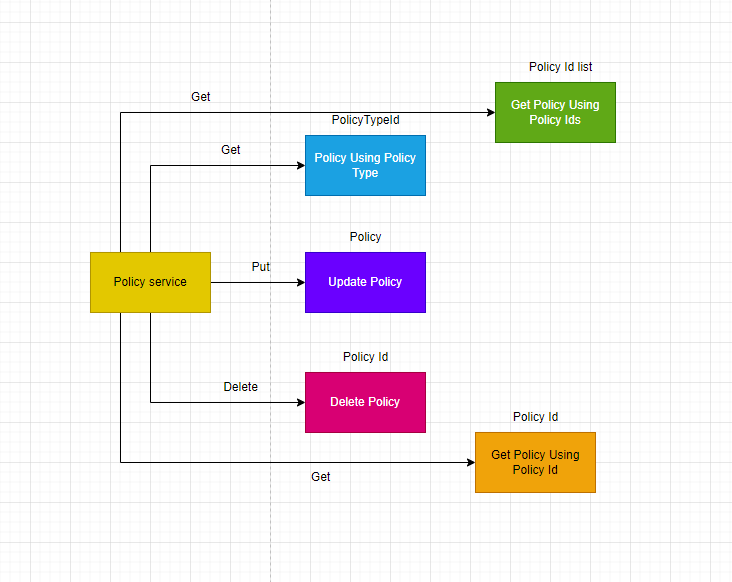 Policy Id list
Get
Get Policy Using
Policy Ids
PolicyTypeId
Get
Policy Using Policy
Type
Policy
Policy service
Put
Update Policy
Policy Id
Delete
Delete Policy
Policy Id
Get Policy Using
Policy Id
Get